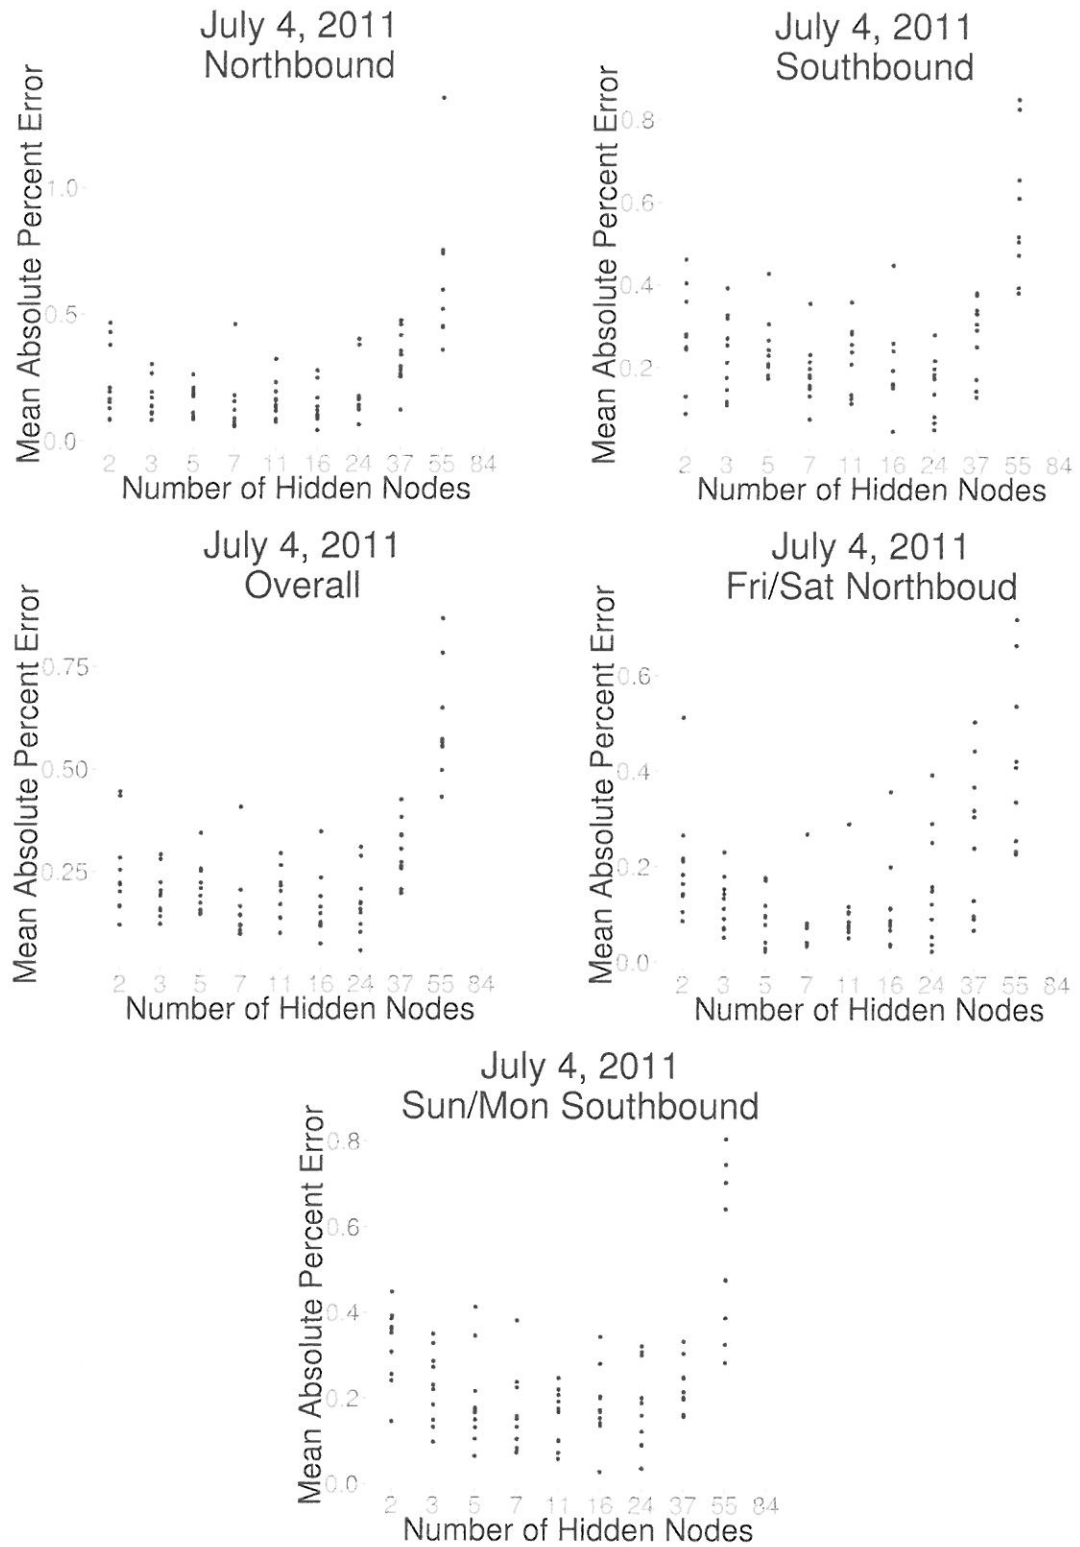 July 4, 2011
Northbound
Mean Absolute Percent Error
1.0
0.5
0.0
2 3 5 7 11 16 24 37 55 84
Number of Hidden Nodes
July 4, 2011
Southbound
Mean Absolute Percent Error
0.8
0.6
0.4
0.2
2 3 5 7 11 16 24 37 55 84
Number of Hidden Nodes
July 4, 2011
Overall
Mean Absolute Percent Error
0.75
0.50
0.25
2 3 5 7 11 16 24 37 55 84
Number of Hidden Nodes
July 4, 2011
Fri/Sat Northboud
Mean Absolute Percent Error
0.6
0.4
0.2
0.0
2 3 5 7 11 16 24 37 55 84
Number of Hidden Nodes
July 4, 2011
Sun/Mon Southbound
Mean Absolute Percent Error
0.8
0.6
0.4
0.2
0.0
2 3 5 7 11 16 24 37 55 84
Number of Hidden Nodes